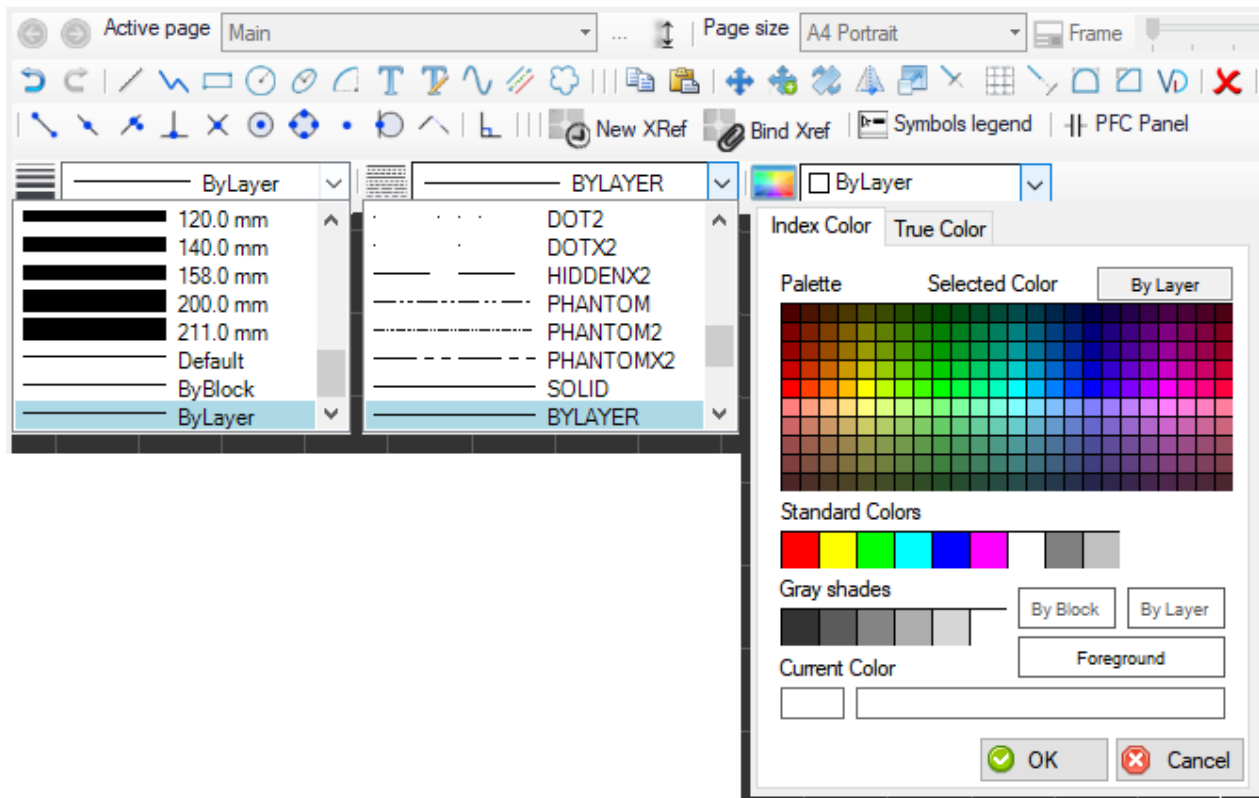 Active page Main ... Page size A4 Portrait Frame
New XRef Bind Xref Symbols legend PFC Panel
ByLayer BYLAYER ByLayer
120.0 mm
140.0 mm
158.0 mm
200.0 mm
211.0 mm
Default
ByBlock
ByLayer
DOT2
DOTX2
HIDDENX2
PHANTOM
PHANTOM2
PHANTOMX2
SOLID
BYLAYER
Index Color True Color
Palette Selected Color By Layer
Standard Colors
Gray shades
By Block By Layer
Foreground
Current Color
OK Cancel